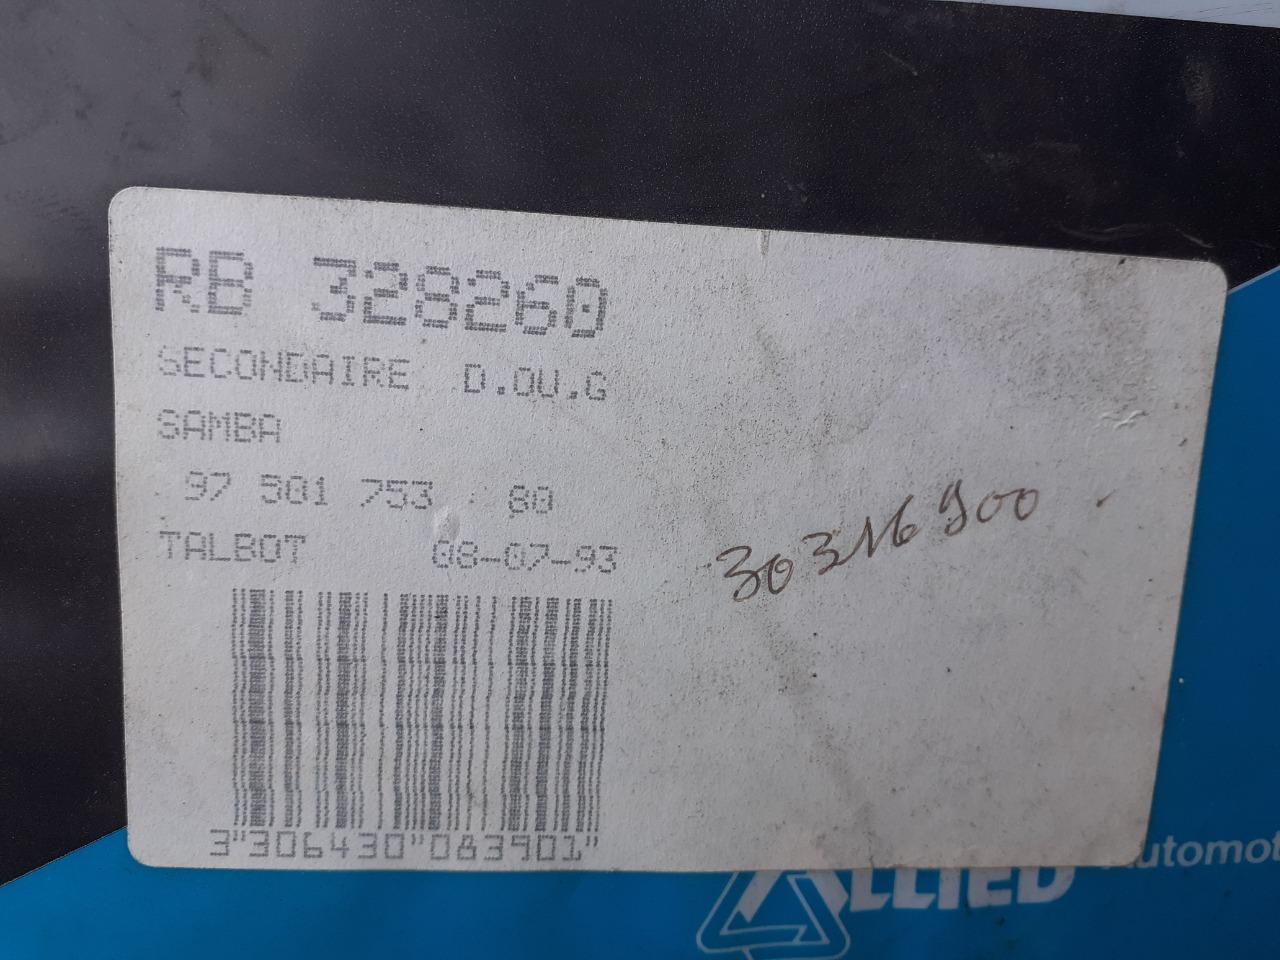 RB 328260
SECONDAIRE D.OU.G
SAMBA
97 501 753 80
TALBOT 08-07-93
30316900
3"306430"083901"
ALLIED Automot